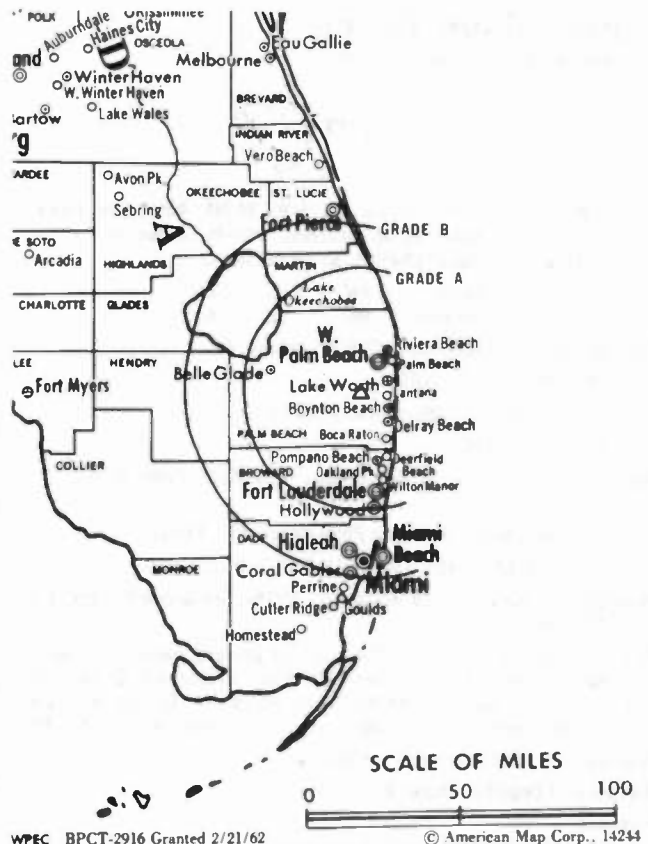 POLK
Kissimmee
Auburndale
Haines City
OSCEOLA
Eau Gallie
Melbourne
and
D
Winter Haven
W. Winter Haven
BREVARD
Bartow
Lake Wales
g
INDIAN RIVER
Vero Beach
ARDEE
Avon Pk.
OKEECHOBEE
ST. LUCIE
Sebring
Fort Pierce
GRADE B
A
E SOTO
Arcadia
HIGHLANDS
MARTIN
GRADE A
Lake
Okeechobee
CHARLOTTE
GLADES
W.
Palm Beach
Riviera Beach
Palm Beach
LEE
HENDRY
Belle Glade
Fort Myers
Lake Worth
Lantana
Boynton Beach
PALM BEACH
Boca Raton
Delray Beach
COLLIER
Pompano Beach
Deerfield
Beach
BROWARD
Oakland Pk.
Fort Lauderdale
Wilton Manor
Hollywood
DADE
Hialeah
Miami
Beach
MONROE
Coral Gables
Miami
Perrine
Cutler Ridge
Goulds
Homestead
SCALE OF MILES
0 50 100
WPEC BPCT-2916 Granted 2/21/62
© American Map Corp., 14244